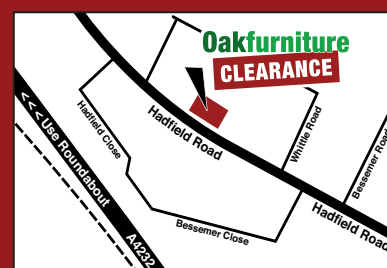 Oakfurniture
CLEARANCE
Hadfield Road
Hadfield Close
Whittle Road
Bessemer Road
< < < Use Roundabout
A4232
Bessemer Close
Hadfield Road